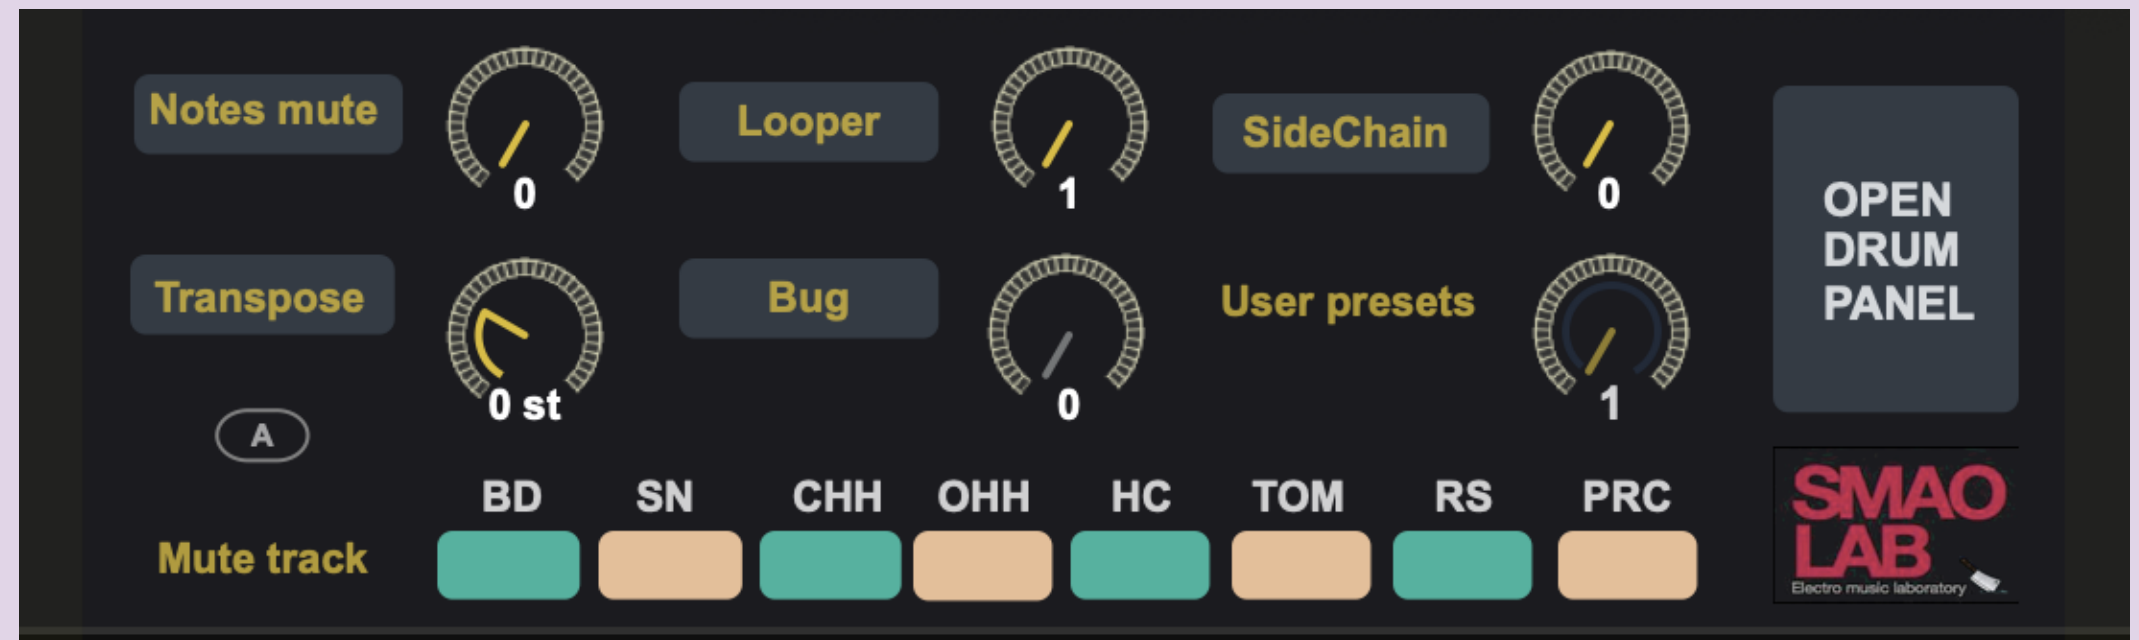 Notes mute
0
Looper
1
SideChain
0
OPEN
DRUM
PANEL
Transpose
0 st
Bug
0
User presets
1
A
BD SN CHH OHH HC TOM RS PRC
Mute track
SMAO
LAB
Electro music laboratory